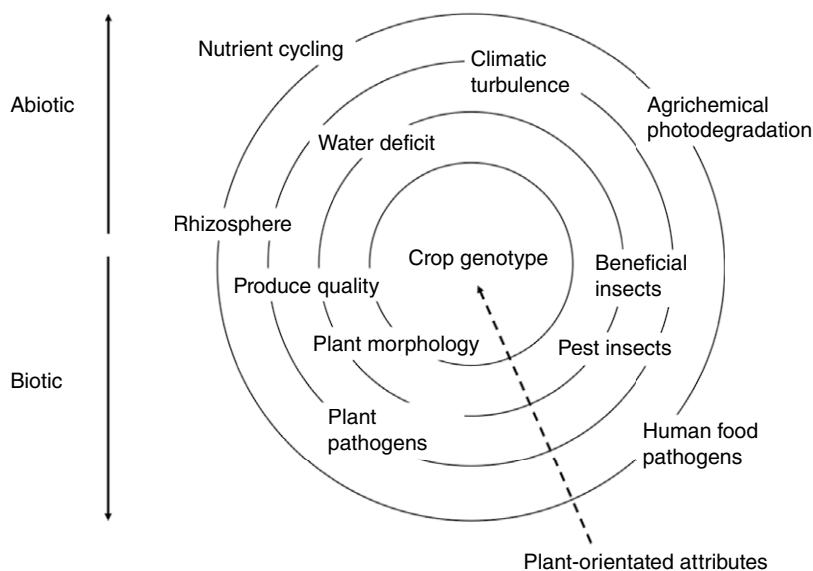 Nutrient cycling
Climatic
turbulence
Abiotic
Agrichemical
photodegradation
Water deficit
Rhizosphere
Crop genotype
Beneficial
insects
Produce quality
Plant morphology
Pest insects
Biotic
Plant
pathogens
Human food
pathogens
Plant-orientated attributes